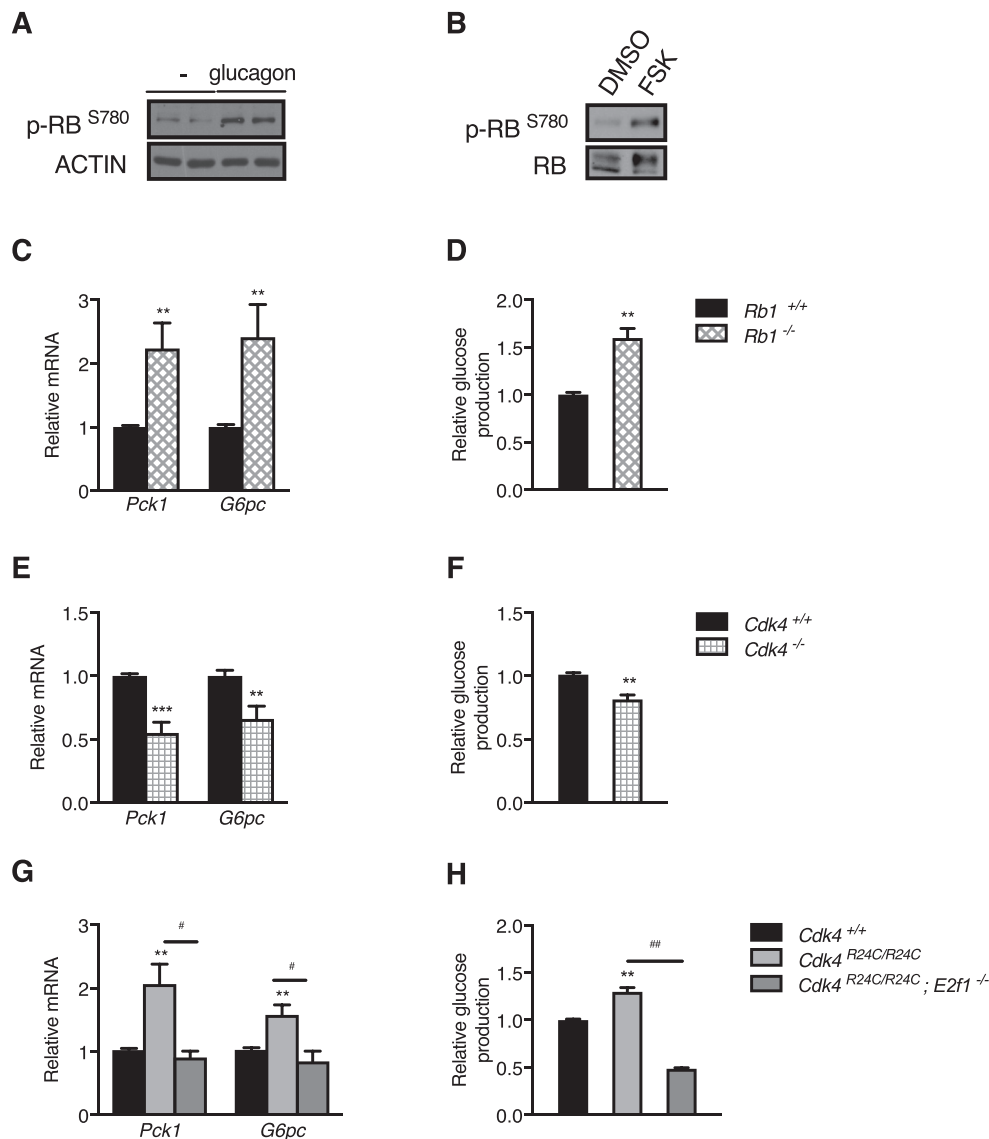 A
- glucagon
p-RB S780
ACTIN
B
DMSO
FSK
p-RB S780
RB
C
Relative mRNA
3
2
1
0
**
**
Pck1 G6pc
D
Relative glucose
production
2.0
1.5
1.0
0.5
0.0
**
Rb1 +/+
Rb1 -/-
E
Relative mRNA
1.5
1.0
0.5
0.0
***
**
Pck1 G6pc
F
Relative glucose
production
1.5
1.0
0.5
0.0
**
Cdk4 +/+
Cdk4 -/-
G
Relative mRNA
3
2
1
0
#
**
#
**
Pck1 G6pc
H
Relative glucose
production
2.0
1.5
1.0
0.5
0.0
##
**
Cdk4 +/+
Cdk4 R24C/R24C
Cdk4 R24C/R24C ; E2f1 -/-